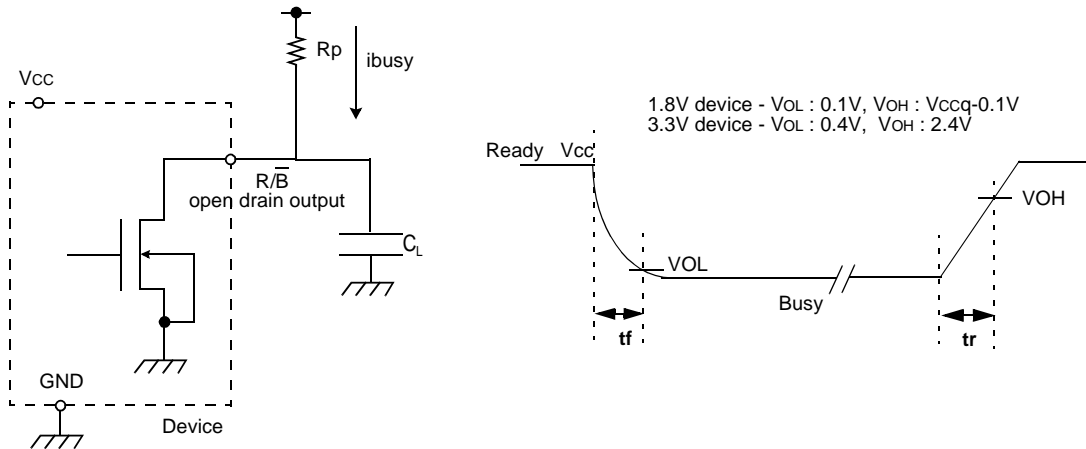 Rp
ibusy
VCC
1.8V device - VOL : 0.1V, VOH : VCCq-0.1V
3.3V device - VOL : 0.4V, VOH : 2.4V
Ready Vcc
R/B̅
open drain output
VOH
CL
VOL
Busy
tf
tr
GND
Device